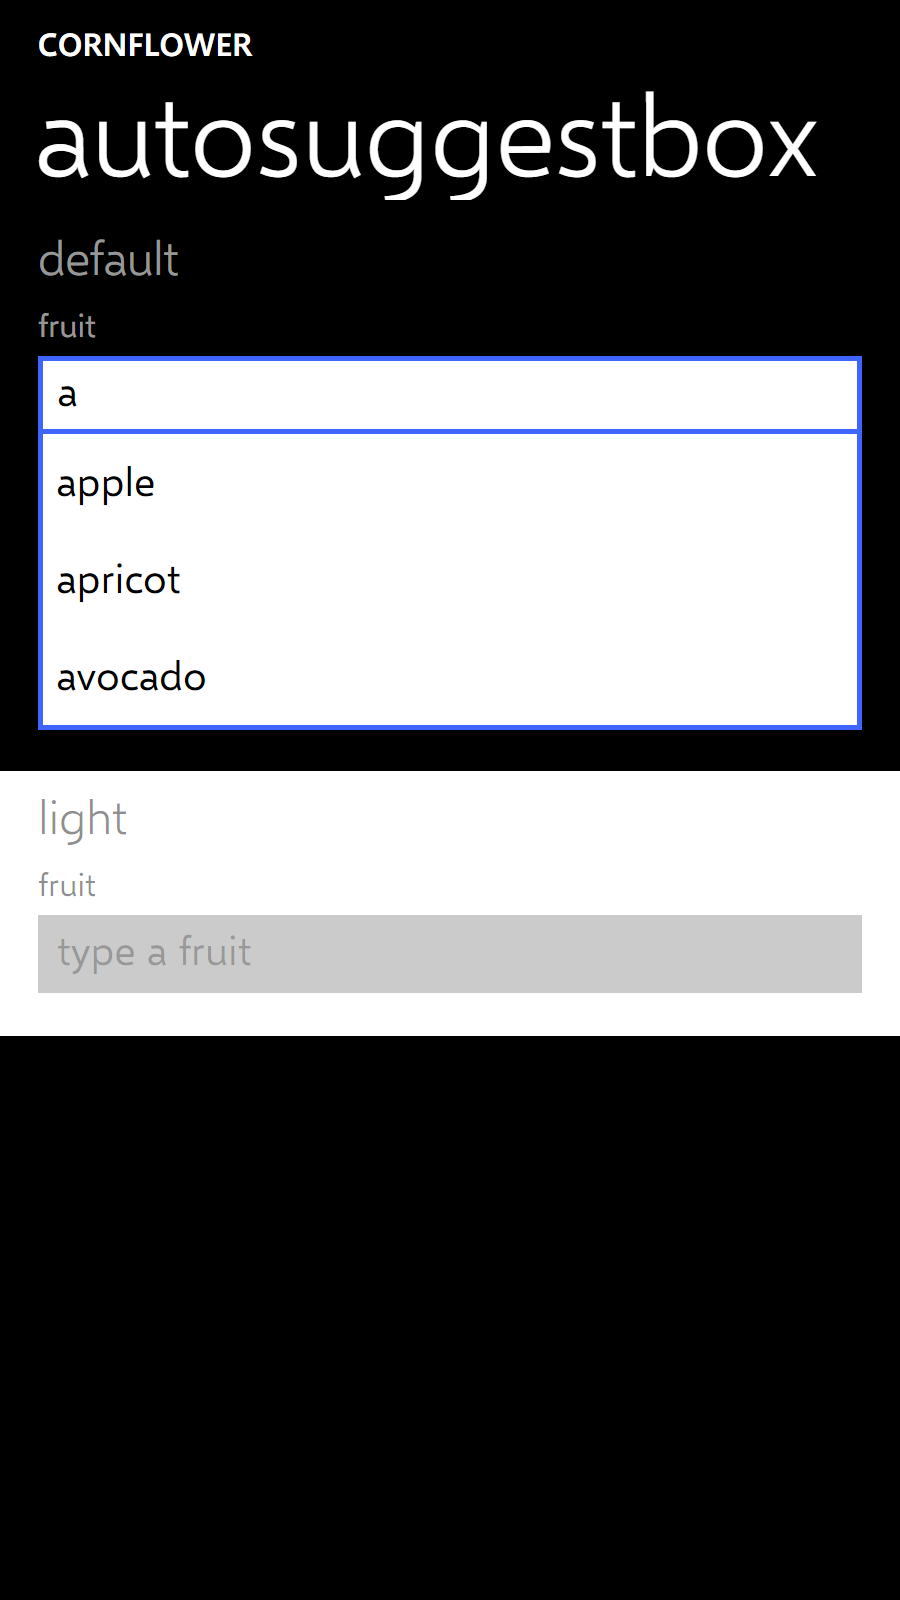 CORNFLOWER
autosuggestbox
default
fruit
a
apple
apricot
avocado
light
fruit
type a fruit